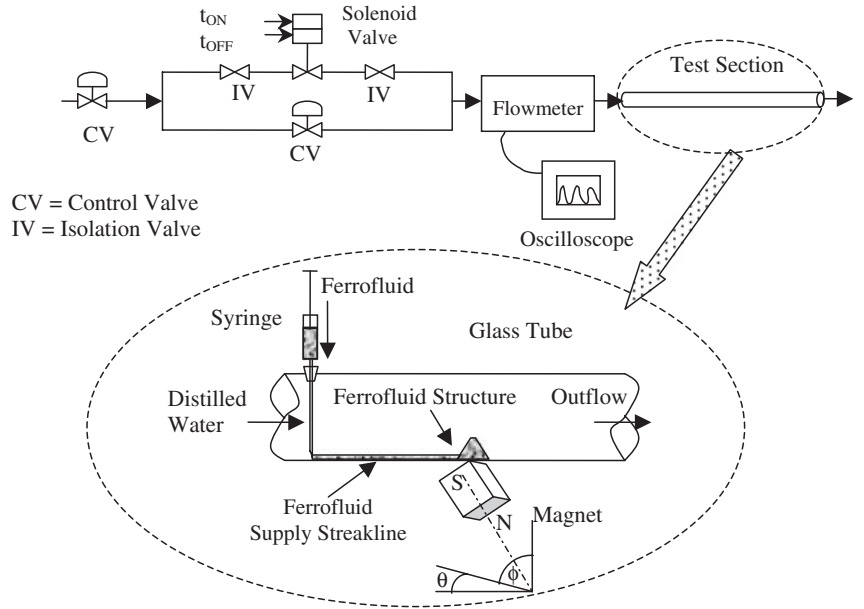 tON
tOFF
Solenoid
Valve
IV
IV
CV
CV
Flowmeter
Test Section
Oscilloscope
CV = Control Valve
IV = Isolation Valve
Ferrofluid
Syringe
Glass Tube
Distilled
Water
Ferrofluid Structure
Outflow
Ferrofluid
Supply Streakline
S
N
Magnet
θ
ϕ